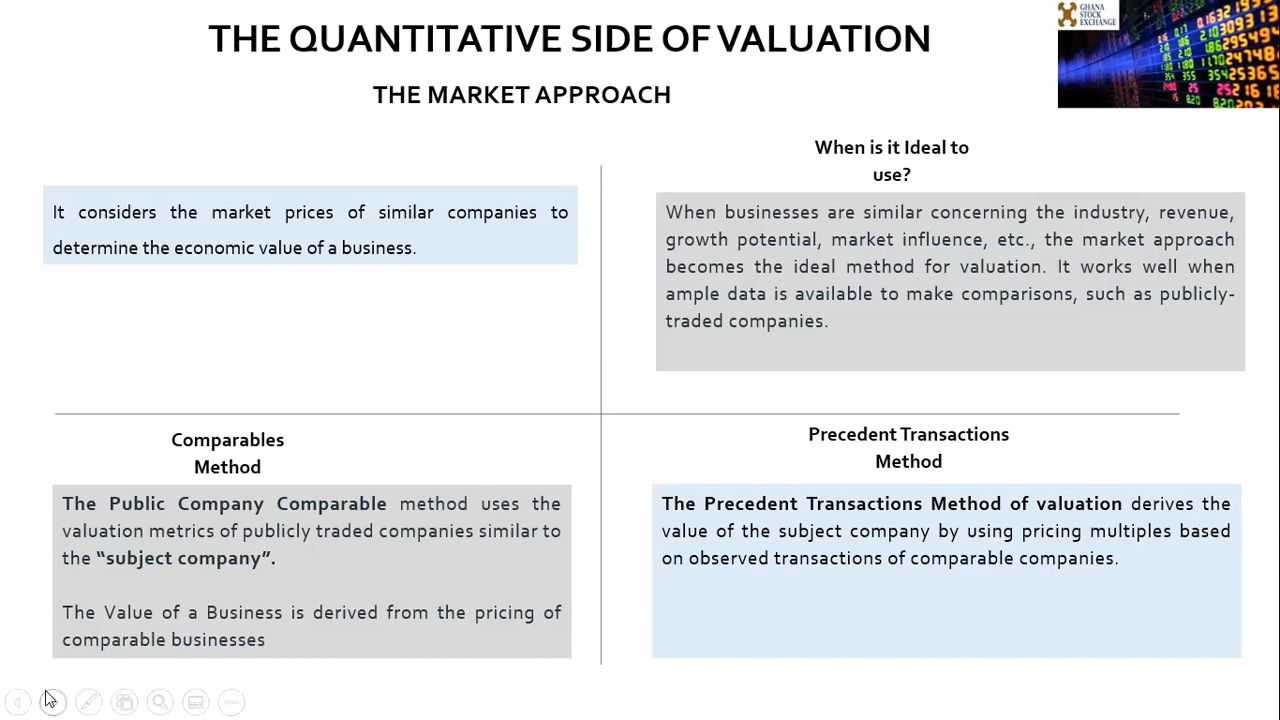 THE QUANTITATIVE SIDE OF VALUATION
THE MARKET APPROACH
GHANA
STOCK
EXCHANGE
It considers the market prices of similar companies to
determine the economic value of a business.
When is it Ideal to
use?
When businesses are similar concerning the industry, revenue,
growth potential, market influence, etc., the market approach
becomes the ideal method for valuation. It works well when
ample data is available to make comparisons, such as publicly-
traded companies.
Comparables
Method
The Public Company Comparable method uses the
valuation metrics of publicly traded companies similar to
the “subject company”.
The Value of a Business is derived from the pricing of
comparable businesses
Precedent Transactions
Method
The Precedent Transactions Method of valuation derives the
value of the subject company by using pricing multiples based
on observed transactions of comparable companies.